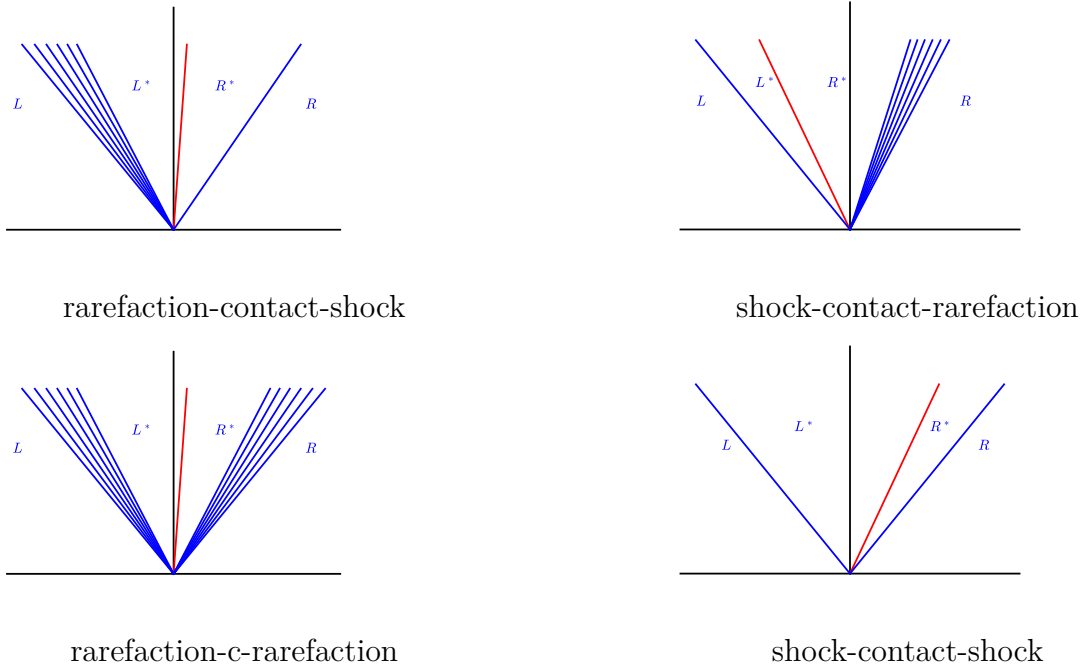 L L* R* R
L L* R* R
rarefaction-contact-shock
shock-contact-rarefaction
L L* R* R
L L* R* R
rarefaction-c-rarefaction
shock-contact-shock